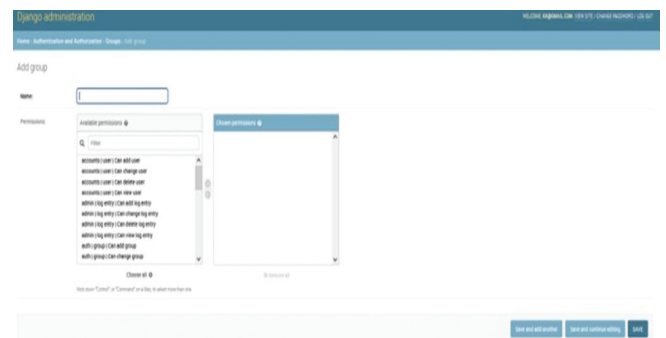 Django administration
WELCOME, VIEW SITE / CHANGE PASSWORD / LOG OUT
Home › Authentication and Authorization › Groups › Add group
Add group
Name:
Permissions:
Available permissions
Chosen permissions
Filter
accounts | user | Can add user
accounts | user | Can change user
accounts | user | Can delete user
accounts | user | Can view user
admin | log entry | Can add log entry
admin | log entry | Can change log entry
admin | log entry | Can delete log entry
admin | log entry | Can view log entry
auth | group | Can add group
auth | group | Can change group
Choose all
Remove all
Hold down "Control", or "Command" on a Mac, to select more than one.
Save and add another
Save and continue editing
SAVE